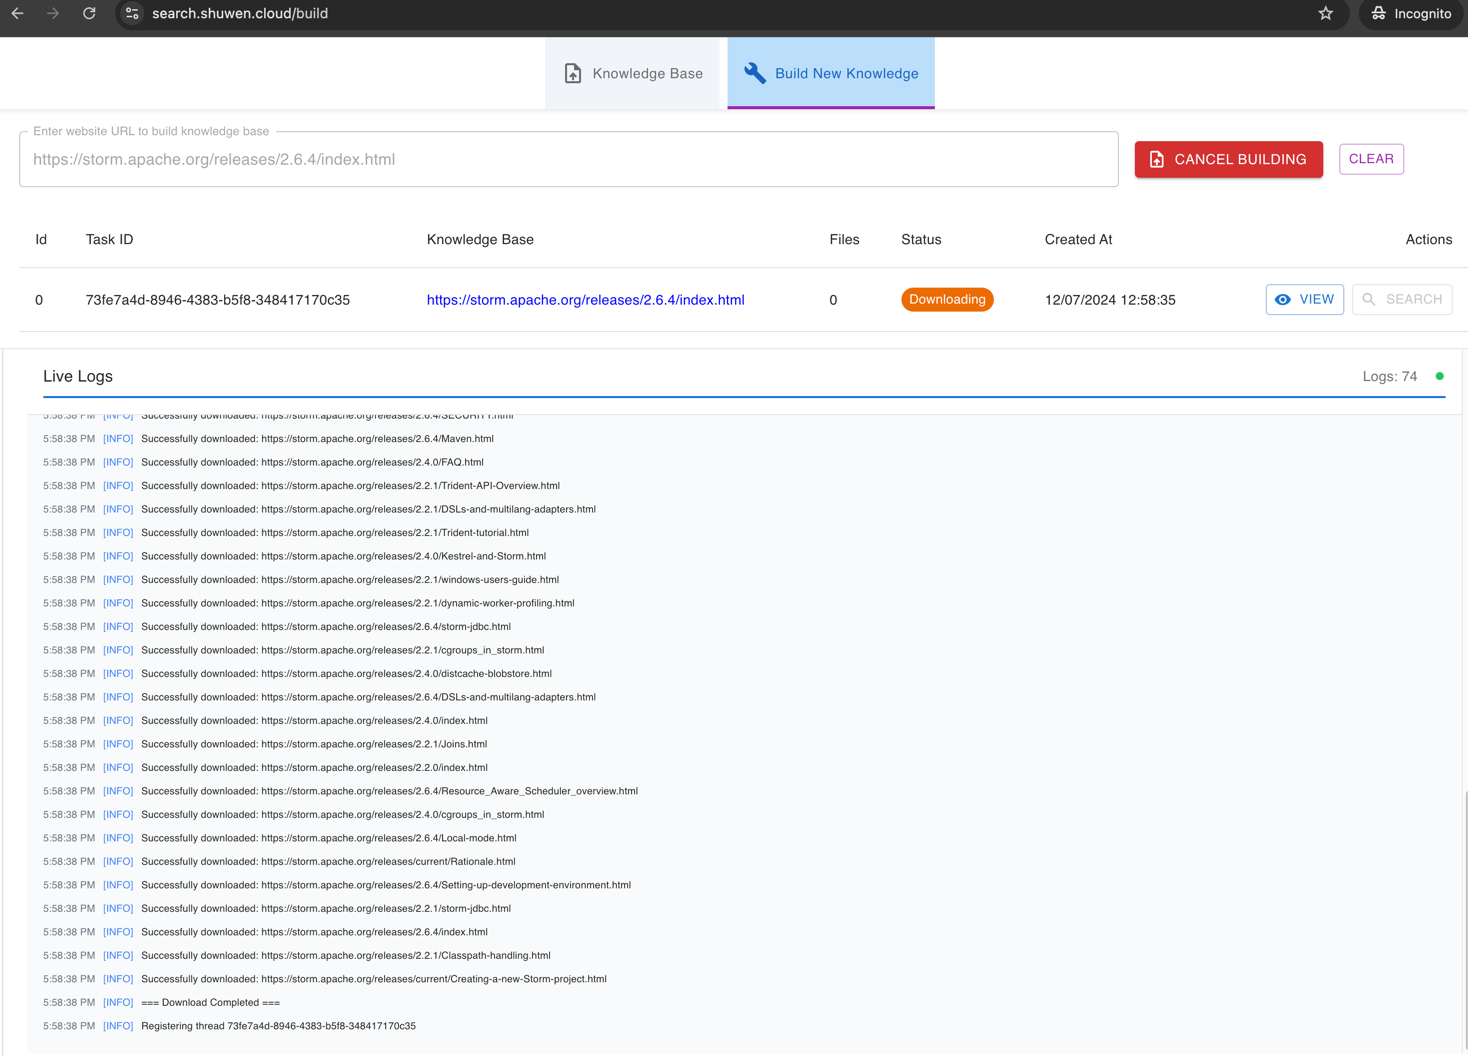 search.shuwen.cloud/build
Incognito
Knowledge Base
Build New Knowledge
Enter website URL to build knowledge base
https://storm.apache.org/releases/2.6.4/index.html
CANCEL BUILDING
CLEAR
Id Task ID Knowledge Base Files Status Created At Actions
0 73fe7a4d-8946-4383-b5f8-348417170c35 https://storm.apache.org/releases/2.6.4/index.html 0 Downloading 12/07/2024 12:58:35 VIEW SEARCH
Live Logs
Logs: 74
5:58:38 PM [INFO] Successfully downloaded: https://storm.apache.org/releases/2.6.4/SECURITY.html
5:58:38 PM [INFO] Successfully downloaded: https://storm.apache.org/releases/2.6.4/Maven.html
5:58:38 PM [INFO] Successfully downloaded: https://storm.apache.org/releases/2.4.0/FAQ.html
5:58:38 PM [INFO] Successfully downloaded: https://storm.apache.org/releases/2.2.1/Trident-API-Overview.html
5:58:38 PM [INFO] Successfully downloaded: https://storm.apache.org/releases/2.2.1/DSLs-and-multilang-adapters.html
5:58:38 PM [INFO] Successfully downloaded: https://storm.apache.org/releases/2.2.1/Trident-tutorial.html
5:58:38 PM [INFO] Successfully downloaded: https://storm.apache.org/releases/2.4.0/Kestrel-and-Storm.html
5:58:38 PM [INFO] Successfully downloaded: https://storm.apache.org/releases/2.2.1/windows-users-guide.html
5:58:38 PM [INFO] Successfully downloaded: https://storm.apache.org/releases/2.2.1/dynamic-worker-profiling.html
5:58:38 PM [INFO] Successfully downloaded: https://storm.apache.org/releases/2.6.4/storm-jdbc.html
5:58:38 PM [INFO] Successfully downloaded: https://storm.apache.org/releases/2.2.1/cgroups_in_storm.html
5:58:38 PM [INFO] Successfully downloaded: https://storm.apache.org/releases/2.4.0/distcache-blobstore.html
5:58:38 PM [INFO] Successfully downloaded: https://storm.apache.org/releases/2.6.4/DSLs-and-multilang-adapters.html
5:58:38 PM [INFO] Successfully downloaded: https://storm.apache.org/releases/2.4.0/index.html
5:58:38 PM [INFO] Successfully downloaded: https://storm.apache.org/releases/2.2.1/Joins.html
5:58:38 PM [INFO] Successfully downloaded: https://storm.apache.org/releases/2.2.0/index.html
5:58:38 PM [INFO] Successfully downloaded: https://storm.apache.org/releases/2.6.4/Resource_Aware_Scheduler_overview.html
5:58:38 PM [INFO] Successfully downloaded: https://storm.apache.org/releases/2.4.0/cgroups_in_storm.html
5:58:38 PM [INFO] Successfully downloaded: https://storm.apache.org/releases/2.6.4/Local-mode.html
5:58:38 PM [INFO] Successfully downloaded: https://storm.apache.org/releases/current/Rationale.html
5:58:38 PM [INFO] Successfully downloaded: https://storm.apache.org/releases/2.6.4/Setting-up-development-environment.html
5:58:38 PM [INFO] Successfully downloaded: https://storm.apache.org/releases/2.2.1/storm-jdbc.html
5:58:38 PM [INFO] Successfully downloaded: https://storm.apache.org/releases/2.6.4/index.html
5:58:38 PM [INFO] Successfully downloaded: https://storm.apache.org/releases/2.2.1/Classpath-handling.html
5:58:38 PM [INFO] Successfully downloaded: https://storm.apache.org/releases/current/Creating-a-new-Storm-project.html
5:58:38 PM [INFO] === Download Completed ===
5:58:38 PM [INFO] Registering thread 73fe7a4d-8946-4383-b5f8-348417170c35